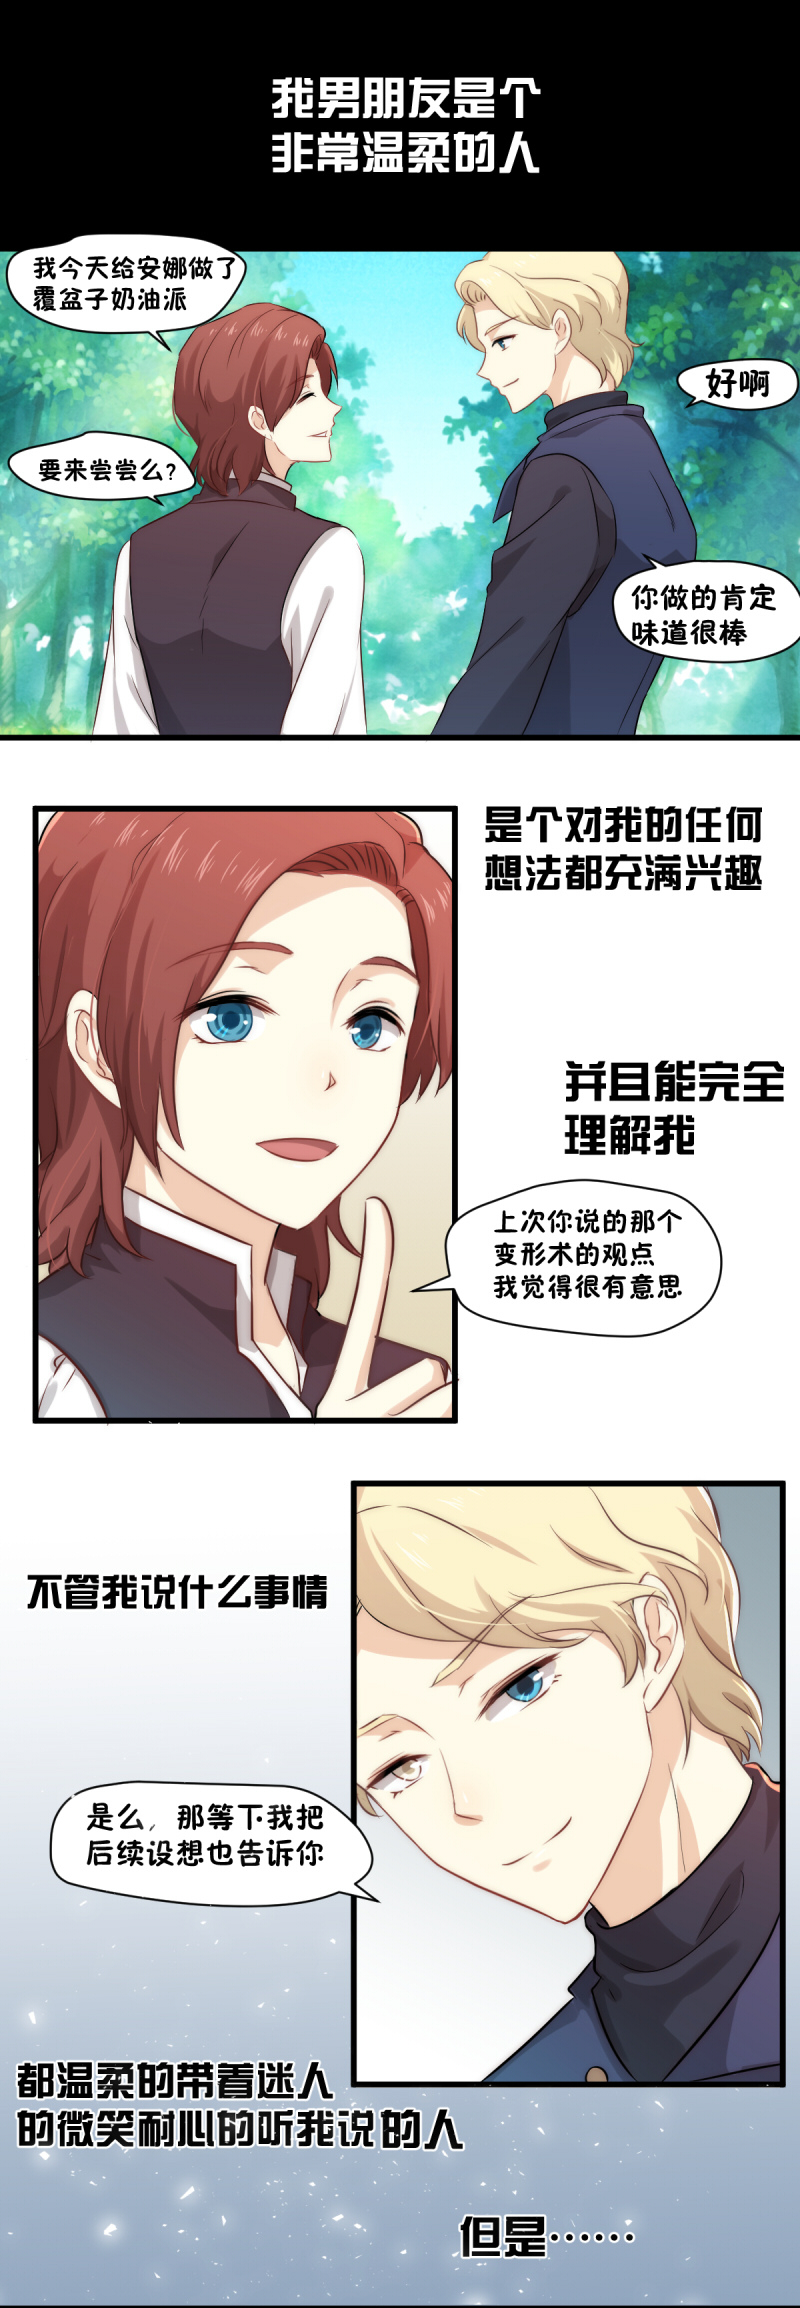 我男朋友是个
非常温柔的人
我今天给安娜做了
覆盆子奶油派
好啊
要来尝尝么?
你做的肯定
味道很棒
是个对我的任何
想法都充满兴趣
并且能完全
理解我
上次你说的那个
变形术的观点
我觉得很有意思
不管我说什么事情
是么，那等下我把
后续设想也告诉你
都温柔的带着迷人
的微笑耐心的听我说的人
但是……